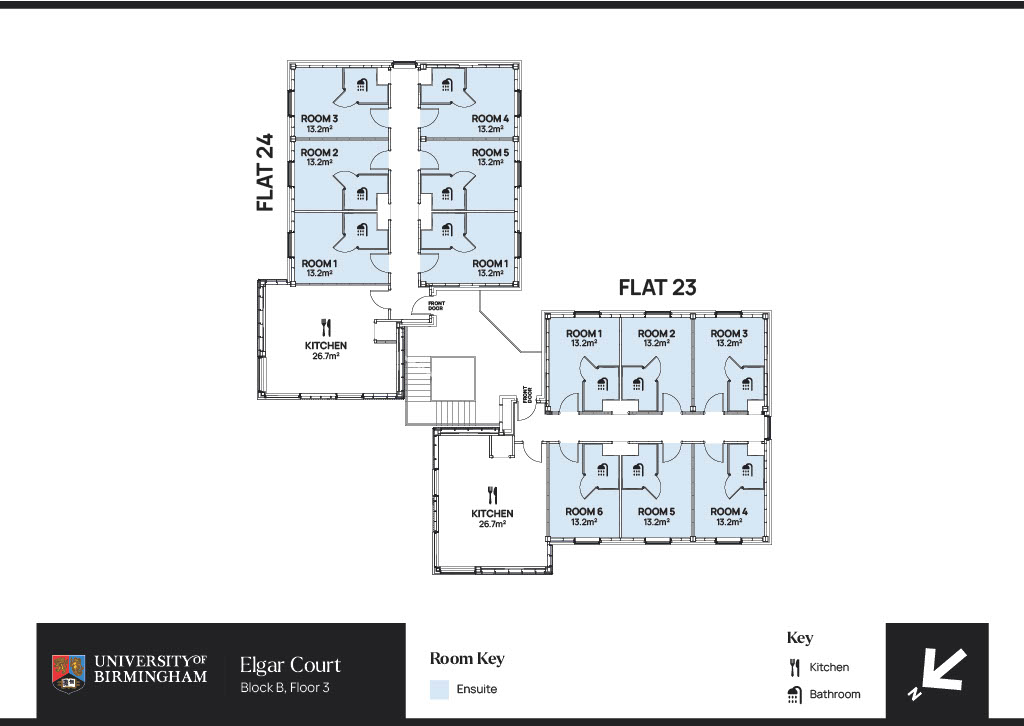 FLAT 24
ROOM 3
13.2m²
ROOM 4
13.2m²
ROOM 2
13.2m²
ROOM 5
13.2m²
ROOM 1
13.2m²
ROOM 1
13.2m²
FRONT
DOOR
KITCHEN
26.7m²
FLAT 23
ROOM 1
13.2m²
ROOM 2
13.2m²
ROOM 3
13.2m²
FRONT
DOOR
KITCHEN
26.7m²
ROOM 6
13.2m²
ROOM 5
13.2m²
ROOM 4
13.2m²
UNIVERSITY OF
BIRMINGHAM
Elgar Court
Block B, Floor 3
Room Key
Ensuite
Key
Kitchen
Bathroom
N